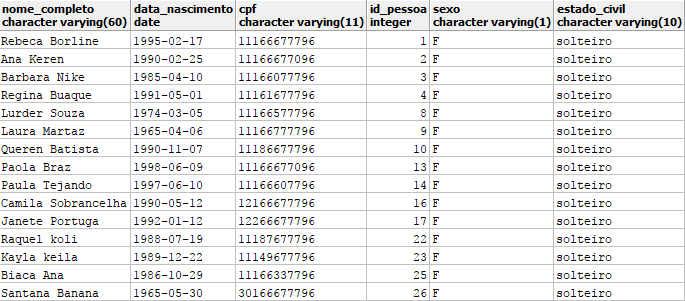 nome_completo data_nascimento cpf id_pessoa sexo estado_civil
character varying(60) date character varying(11) integer character varying(1) character varying(10)
Rebeca Borline 1995-02-17 11166677796 1 F solteiro
Ana Keren 1990-02-25 11166677096 2 F solteiro
Barbara Nike 1985-04-10 11166077796 3 F solteiro
Regina Buaque 1991-05-01 11161677796 4 F solteiro
Lurder Souza 1974-03-05 11166577796 8 F solteiro
Laura Martaz 1965-04-06 11166777796 9 F solteiro
Queren Batista 1990-11-07 11186677796 10 F solteiro
Paola Braz 1998-06-09 11166677096 13 F solteiro
Paula Tejando 1997-06-10 11166607796 14 F solteiro
Camila Sobrancelha 1990-05-12 12166677796 16 F solteiro
Janete Portuga 1992-01-12 12266677796 17 F solteiro
Raquel koli 1988-07-19 11187677796 22 F solteiro
Kayla keila 1989-12-22 11149677796 23 F solteiro
Biaca Ana 1986-10-29 11166337796 25 F solteiro
Santana Banana 1965-05-30 30166677796 26 F solteiro